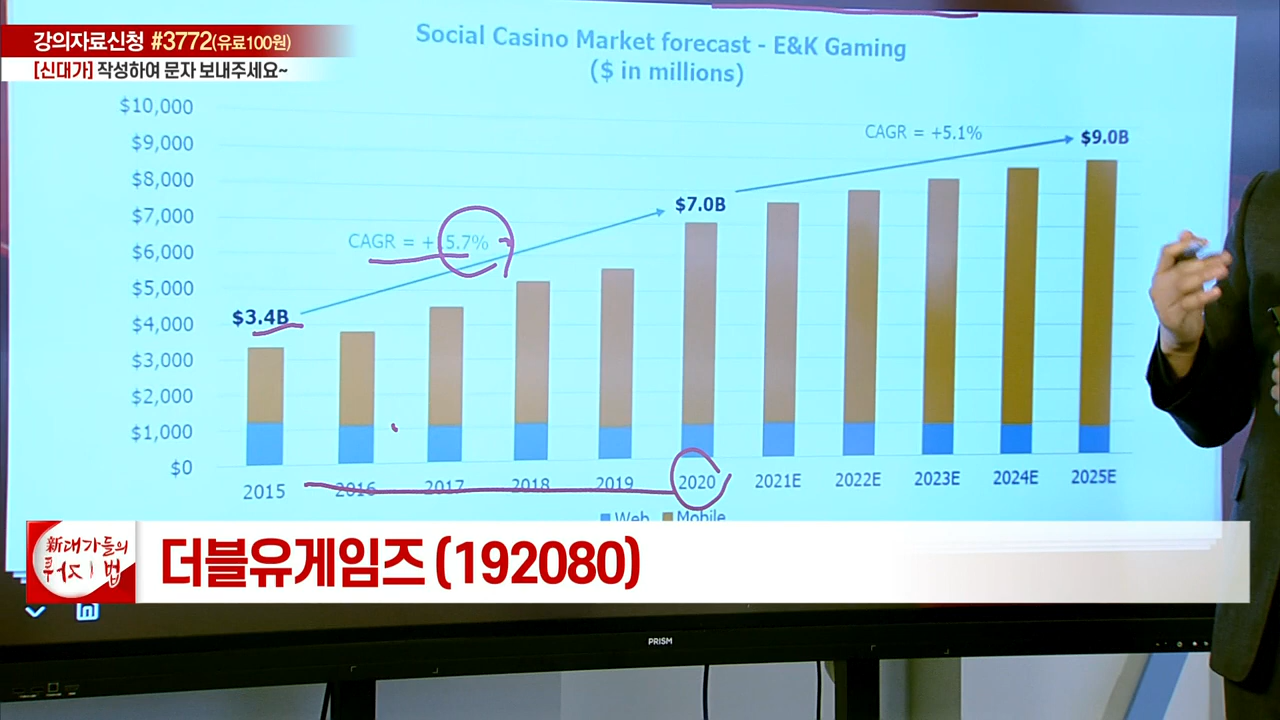 강의자료신청 #3772(유료100원)
[신대가] 작성하여 문자 보내주세요~
Social Casino Market forecast - E&K Gaming
($ in millions)
$10,000
$9,000
$8,000
$7,000
$6,000
$5,000
$4,000
$3,000
$2,000
$1,000
$0
CAGR = +15.7%
CAGR = +5.1%
$3.4B
$7.0B
$9.0B
2015 2016 2017 2018 2019 2020 2021E 2022E 2023E 2024E 2025E
Web Mobile
新대가들의
투자법
더블유게임즈 (192080)
PRISM